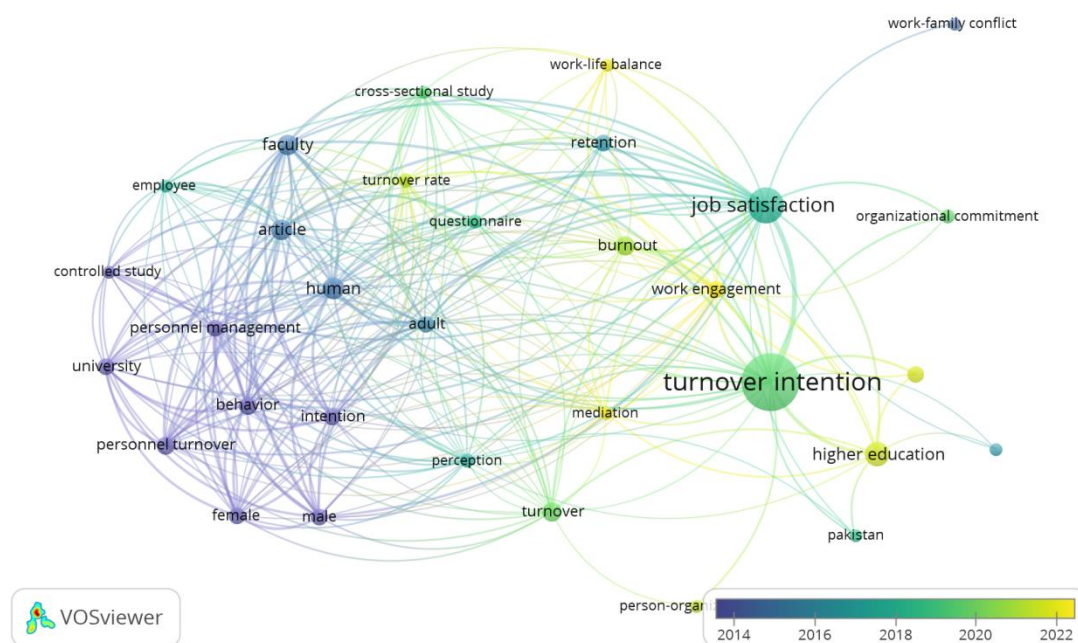 work-family conflict
work-life balance
cross-sectional study
faculty
retention
employee
turnover rate
job satisfaction
questionnaire
organizational commitment
article
burnout
controlled study
human
work engagement
personnel management
adult
university
turnover intention
behavior
intention
mediation
personnel turnover
higher education
perception
female
male
turnover
pakistan
person-organiz
VOSviewer
2014 2016 2018 2020 2022